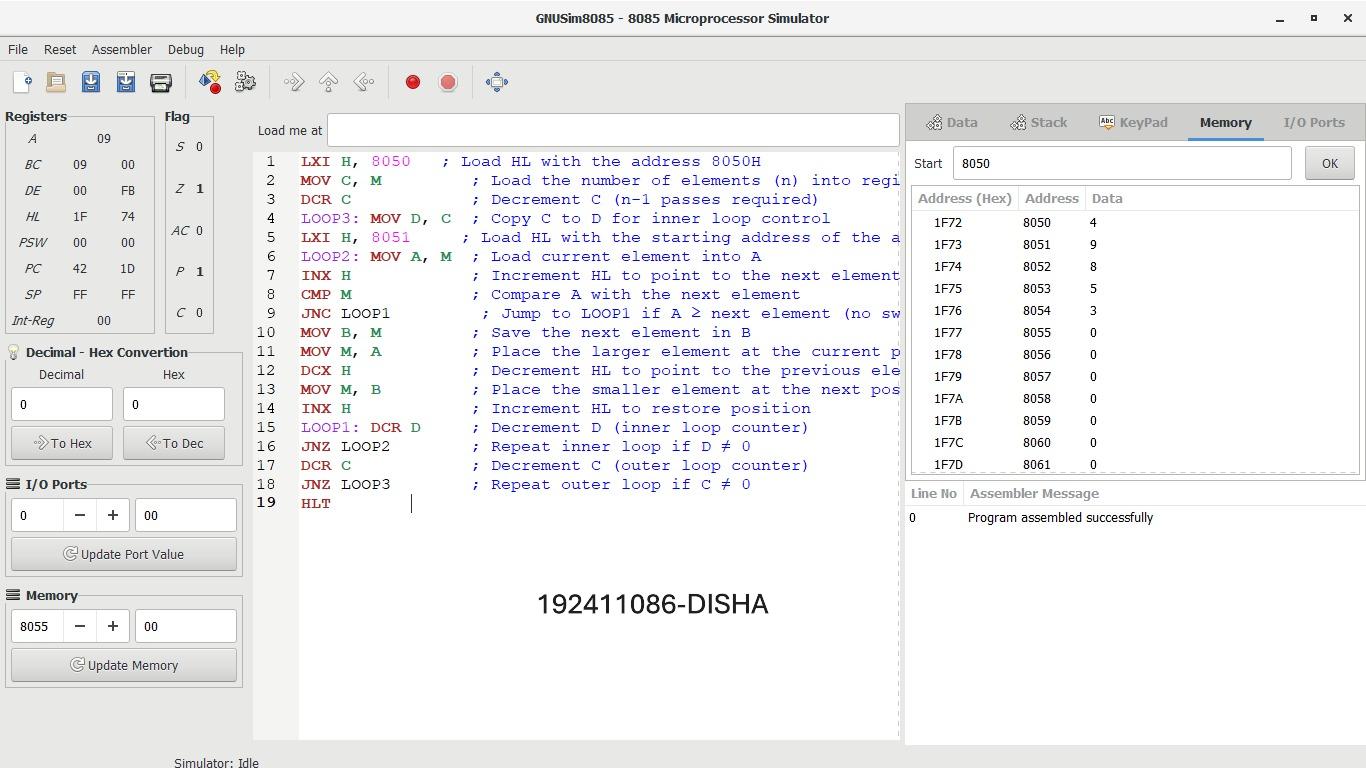 GNUSim8085 - 8085 Microprocessor Simulator
File Reset Assembler Debug Help
Registers
A 09
BC 09 00
DE 00 FB
HL 1F 74
PSW 00 00
PC 42 1D
SP FF FF
Int-Reg 00
Flag
S 0
Z 1
AC 0
P 1
C 0
Decimal - Hex Convertion
Decimal Hex
0 0
To Hex To Dec
I/O Ports
0 00
Update Port Value
Memory
8055 00
Update Memory
Load me at
1 LXI H, 8050 ; Load HL with the address 8050H
2 MOV C, M ; Load the number of elements (n) into regi
3 DCR C ; Decrement C (n-1 passes required)
4 LOOP3: MOV D, C ; Copy C to D for inner loop control
5 LXI H, 8051 ; Load HL with the starting address of the a
6 LOOP2: MOV A, M ; Load current element into A
7 INX H ; Increment HL to point to the next element
8 CMP M ; Compare A with the next element
9 JNC LOOP1 ; Jump to LOOP1 if A ≥ next element (no sw
10 MOV B, M ; Save the next element in B
11 MOV M, A ; Place the larger element at the current p
12 DCX H ; Decrement HL to point to the previous ele
13 MOV M, B ; Place the smaller element at the next pos
14 INX H ; Increment HL to restore position
15 LOOP1: DCR D ; Decrement D (inner loop counter)
16 JNZ LOOP2 ; Repeat inner loop if D ≠ 0
17 DCR C ; Decrement C (outer loop counter)
18 JNZ LOOP3 ; Repeat outer loop if C ≠ 0
19 HLT
192411086-DISHA
Data Stack Abc KeyPad Memory I/O Ports
Start 8050 OK
Address (Hex) Address Data
1F72 8050 4
1F73 8051 9
1F74 8052 8
1F75 8053 5
1F76 8054 3
1F77 8055 0
1F78 8056 0
1F79 8057 0
1F7A 8058 0
1F7B 8059 0
1F7C 8060 0
1F7D 8061 0
Line No Assembler Message
0 Program assembled successfully
Simulator: Idle